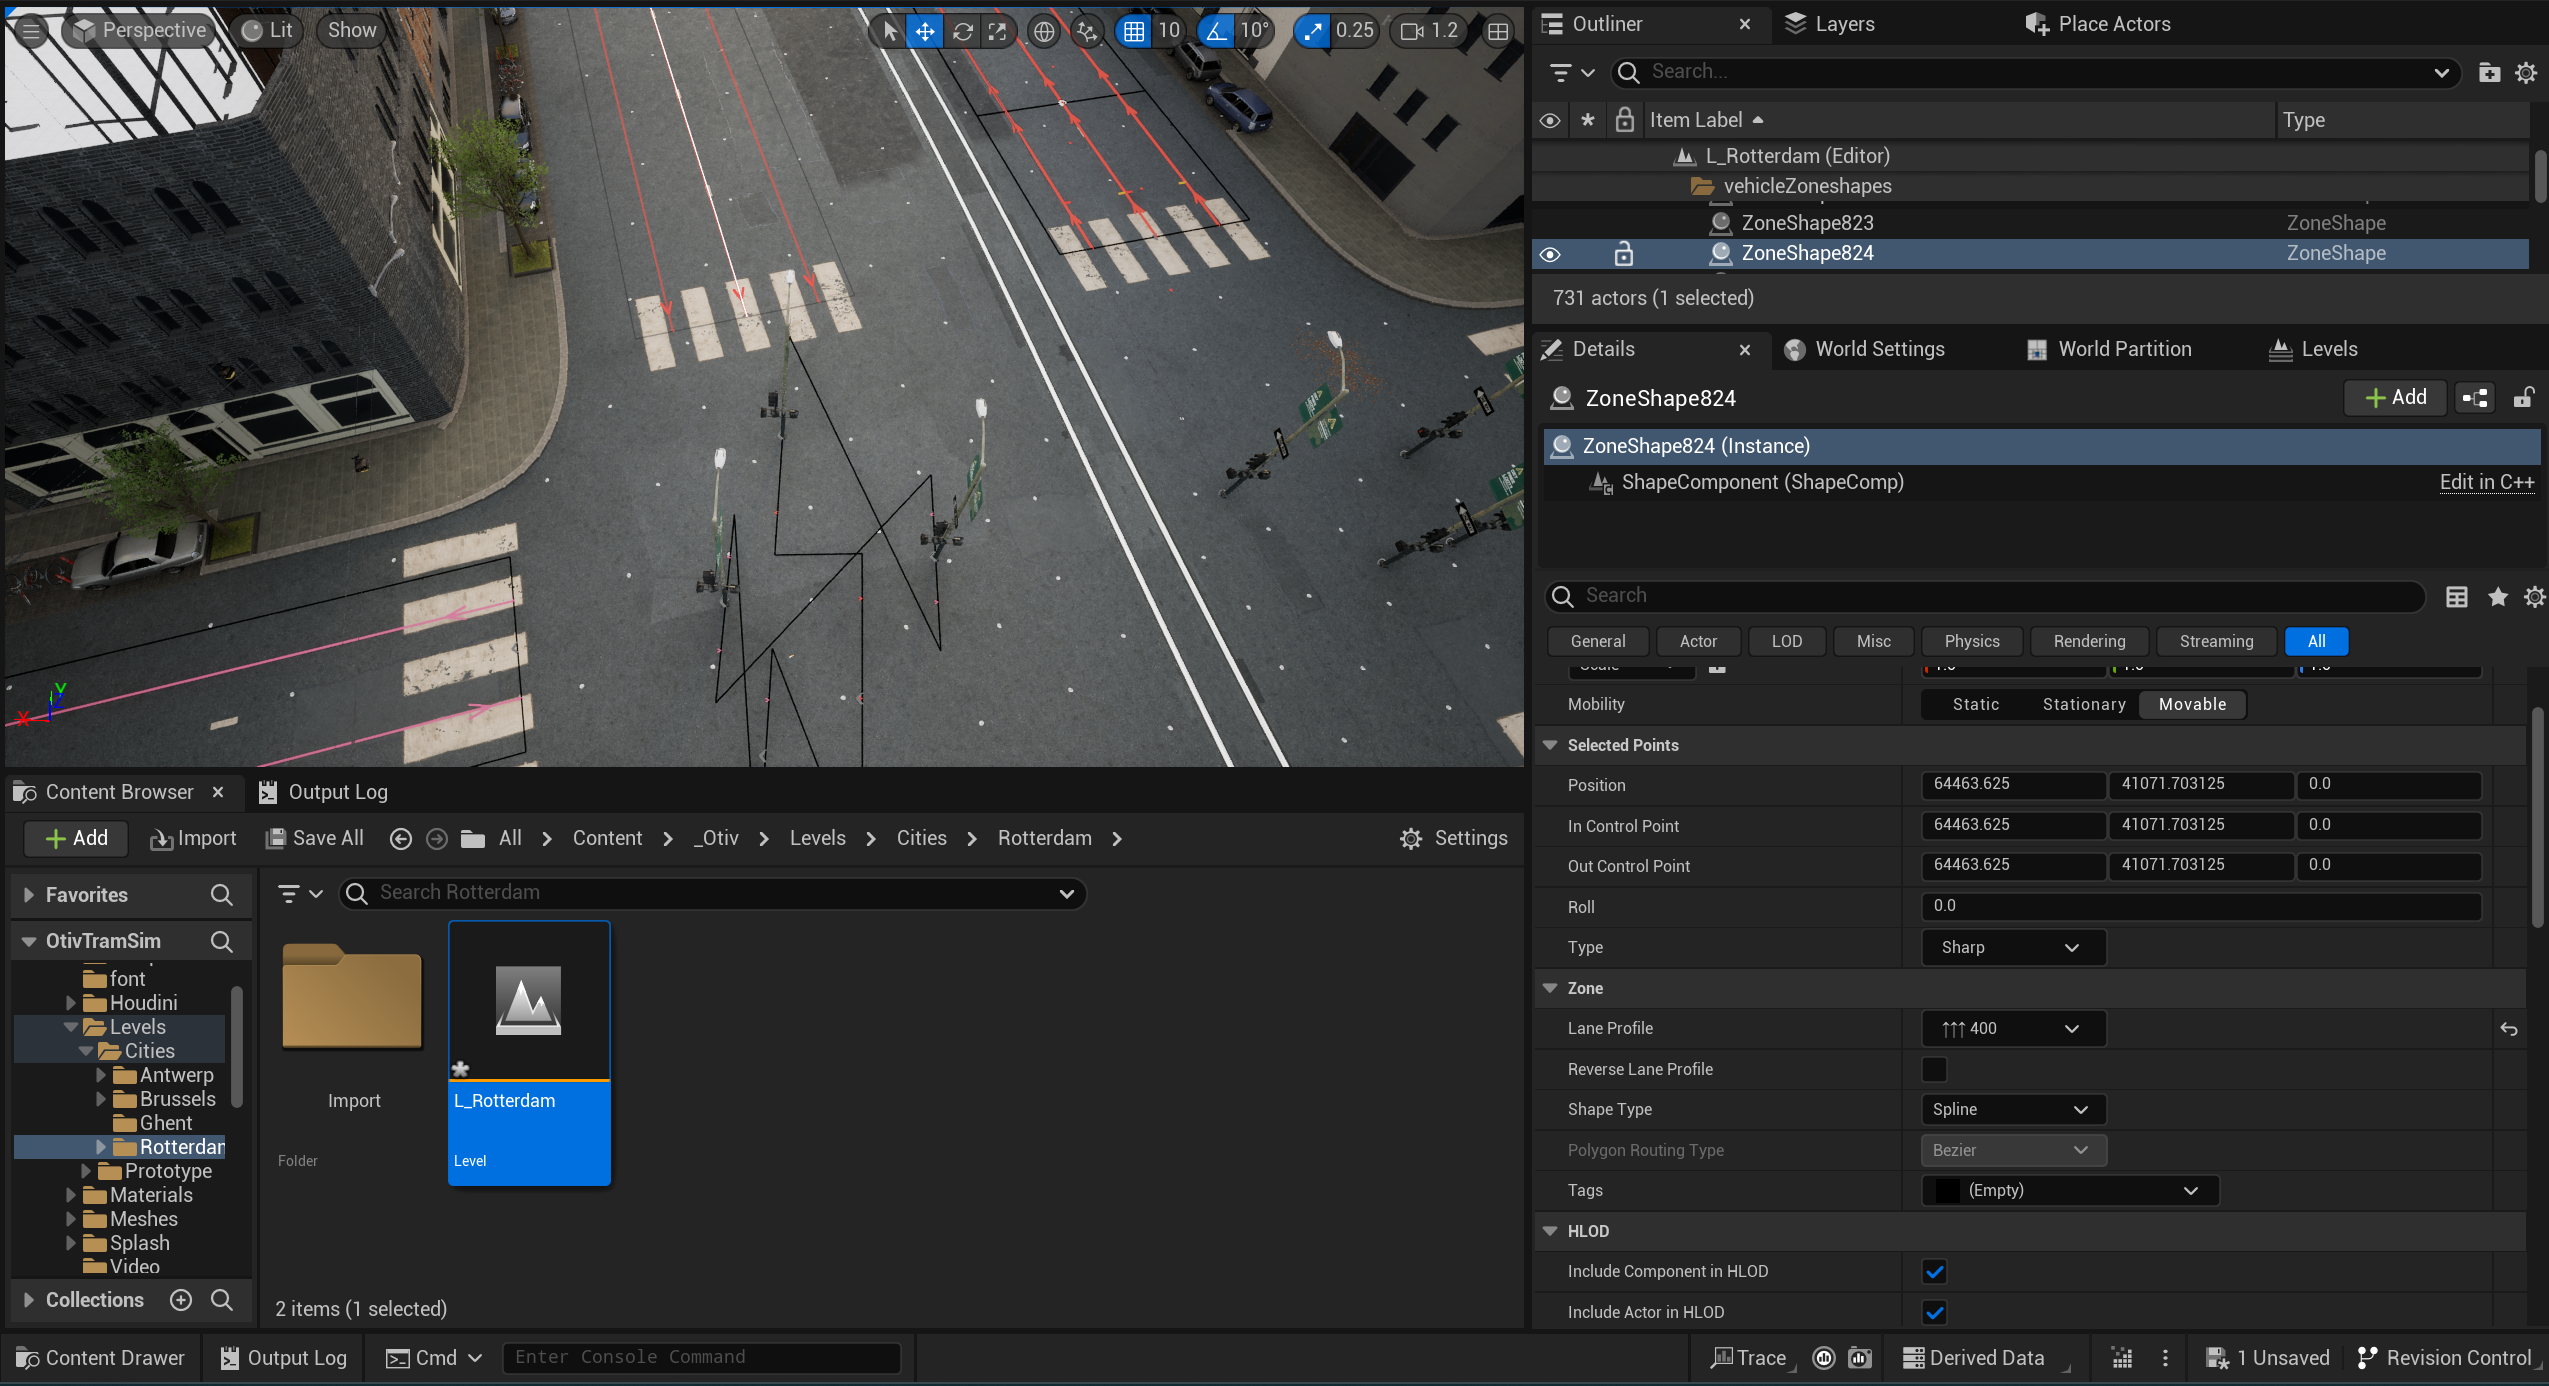 Perspective
Lit
Show
10
10°
0.25
1.2
Outliner
Layers
Place Actors
Search...
Item Label
Type
L_Rotterdam (Editor)
vehicleZoneshapes
ZoneShape823
ZoneShape
ZoneShape824
ZoneShape
731 actors (1 selected)
Details
World Settings
World Partition
Levels
ZoneShape824
Add
ZoneShape824 (Instance)
ShapeComponent (ShapeComp)
Edit in C++
Search
General
Actor
LOD
Misc
Physics
Rendering
Streaming
All
Scale
1.0
1.0
1.0
Mobility
Static
Stationary
Movable
Selected Points
Position
64463.625
41071.703125
0.0
In Control Point
64463.625
41071.703125
0.0
Out Control Point
64463.625
41071.703125
0.0
Roll
0.0
Type
Sharp
Zone
Lane Profile
↑↑↑ 400
Reverse Lane Profile
Shape Type
Spline
Polygon Routing Type
Bezier
Tags
(Empty)
HLOD
Include Component in HLOD
Include Actor in HLOD
X
Y
Content Browser
Output Log
Add
Import
Save All
All
Content
_Otiv
Levels
Cities
Rotterdam
Settings
Favorites
OtivTramSim
font
Houdini
Levels
Cities
Antwerp
Brussels
Ghent
Rotterdam
Prototype
Materials
Meshes
Splash
Video
Collections
Search Rotterdam
Import
Folder
L_Rotterdam
Level
2 items (1 selected)
Content Drawer
Output Log
Cmd
Enter Console Command
Trace
Derived Data
1 Unsaved
Revision Control